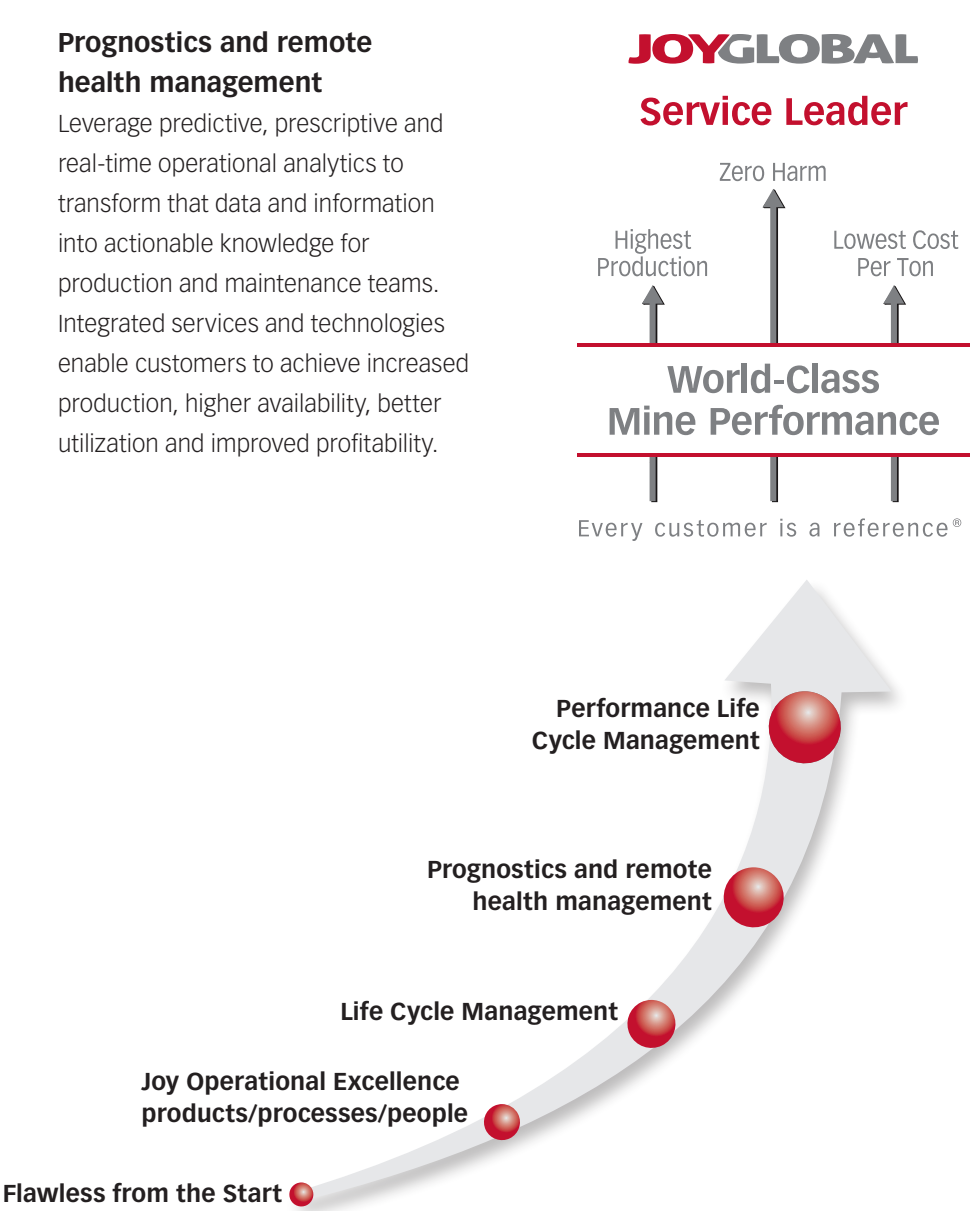 Prognostics and remote
health management
Leverage predictive, prescriptive and
real-time operational analytics to
transform that data and information
into actionable knowledge for
production and maintenance teams.
Integrated services and technologies
enable customers to achieve increased
production, higher availability, better
utilization and improved profitability.
JOYGLOBAL
Service Leader
Zero Harm
Highest
Production
Lowest Cost
Per Ton
World-Class
Mine Performance
Every customer is a reference®
Performance Life
Cycle Management
Prognostics and remote
health management
Life Cycle Management
Joy Operational Excellence
products/processes/people
Flawless from the Start